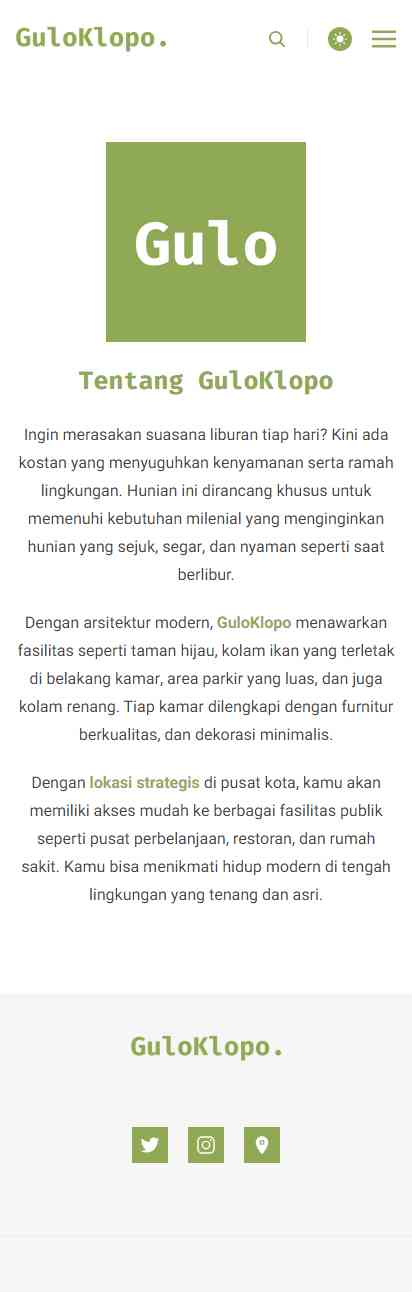 GuloKlopo.
Gulo
Tentang GuloKlopo
Ingin merasakan suasana liburan tiap hari? Kini ada
kostan yang menyuguhkan kenyamanan serta ramah
lingkungan. Hunian ini dirancang khusus untuk
memenuhi kebutuhan milenial yang menginginkan
hunian yang sejuk, segar, dan nyaman seperti saat
berlibur.
Dengan arsitektur modern, GuloKlopo menawarkan
fasilitas seperti taman hijau, kolam ikan yang terletak
di belakang kamar, area parkir yang luas, dan juga
kolam renang. Tiap kamar dilengkapi dengan furnitur
berkualitas, dan dekorasi minimalis.
Dengan lokasi strategis di pusat kota, kamu akan
memiliki akses mudah ke berbagai fasilitas publik
seperti pusat perbelanjaan, restoran, dan rumah
sakit. Kamu bisa menikmati hidup modern di tengah
lingkungan yang tenang dan asri.
GuloKlopo.